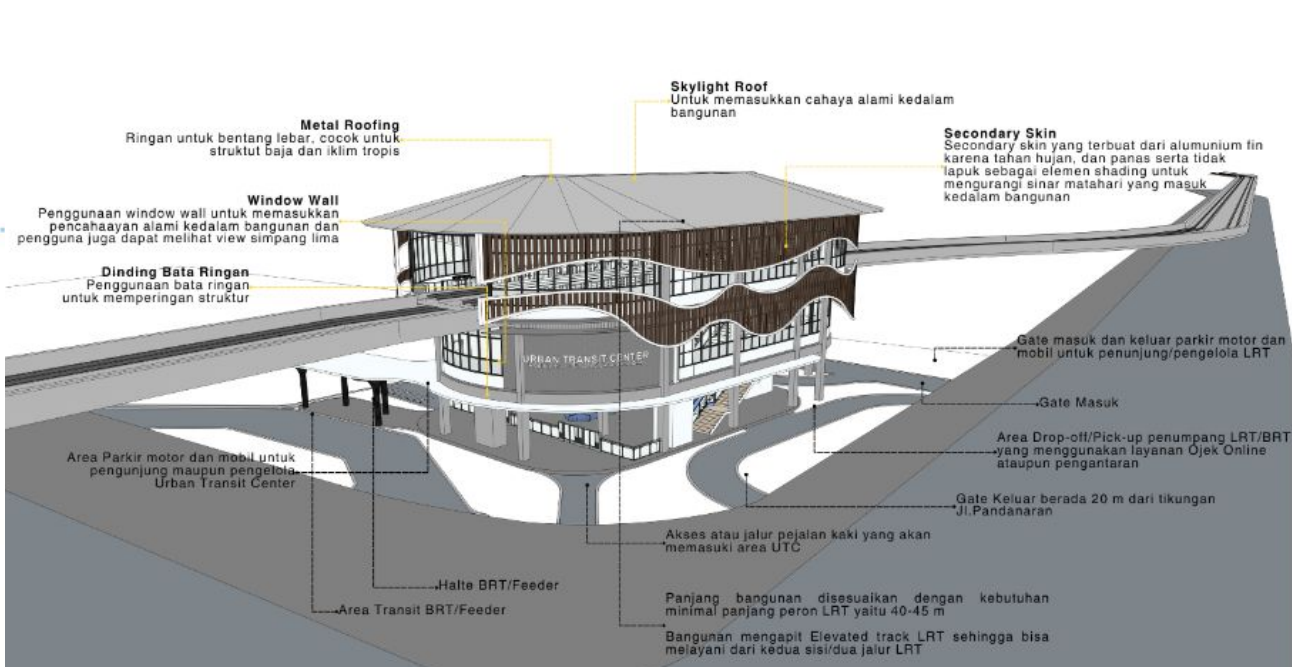 Skylight Roof
Untuk memasukkan cahaya alami kedalam
bangunan
Metal Roofing
Ringan untuk bentang lebar, cocok untuk
struktut baja dan iklim tropis
Secondary Skin
Secondary skin yang terbuat dari alumunium fin
karena tahan hujan, dan panas serta tidak
lapuk sebagai elemen shading untuk
mengurangi sinar matahari yang masuk
kedalam bangunan
Window Wall
Penggunaan window wall untuk memasukkan
pencahaayan alami kedalam bangunan dan
pengguna juga dapat melihat view simpang lima
Dinding Bata Ringan
Penggunaan bata ringan
untuk memperingan struktur
URBAN TRANSIT CENTER
Gate masuk dan keluar parkir motor dan
mobil untuk penunjung/pengelola LRT
Gate Masuk
Area Drop-off/Pick-up penumpang LRT/BRT
yang menggunakan layanan Ojek Online
ataupun pengantaran
Area Parkir motor dan mobil untuk
pengunjung maupun pengelola
Urban Transit Center
Gate Keluar berada 20 m dari tikungan
Jl.Pandanaran
Akses atau jalur pejalan kaki yang akan
memasuki area UTC
Halte BRT/Feeder
Area Transit BRT/Feeder
Panjang bangunan disesuaikan dengan kebutuhan
minimal panjang peron LRT yaitu 40-45 m
Bangunan mengapit Elevated track LRT sehingga bisa
melayani dari kedua sisi/dua jalur LRT